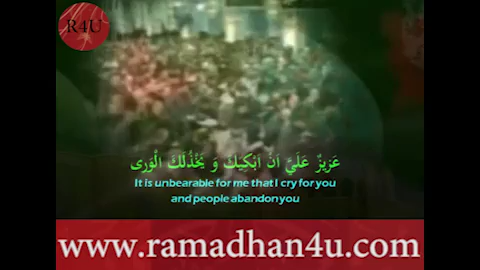 R4U
عَزِيزٌ عَلَيَّ اَنْ اَبْكِيَكَ وَ يَخْذُلَكَ الْوَرى
It is unbearable for me that I cry for you
and people abandon you
www.ramadhan4u.com